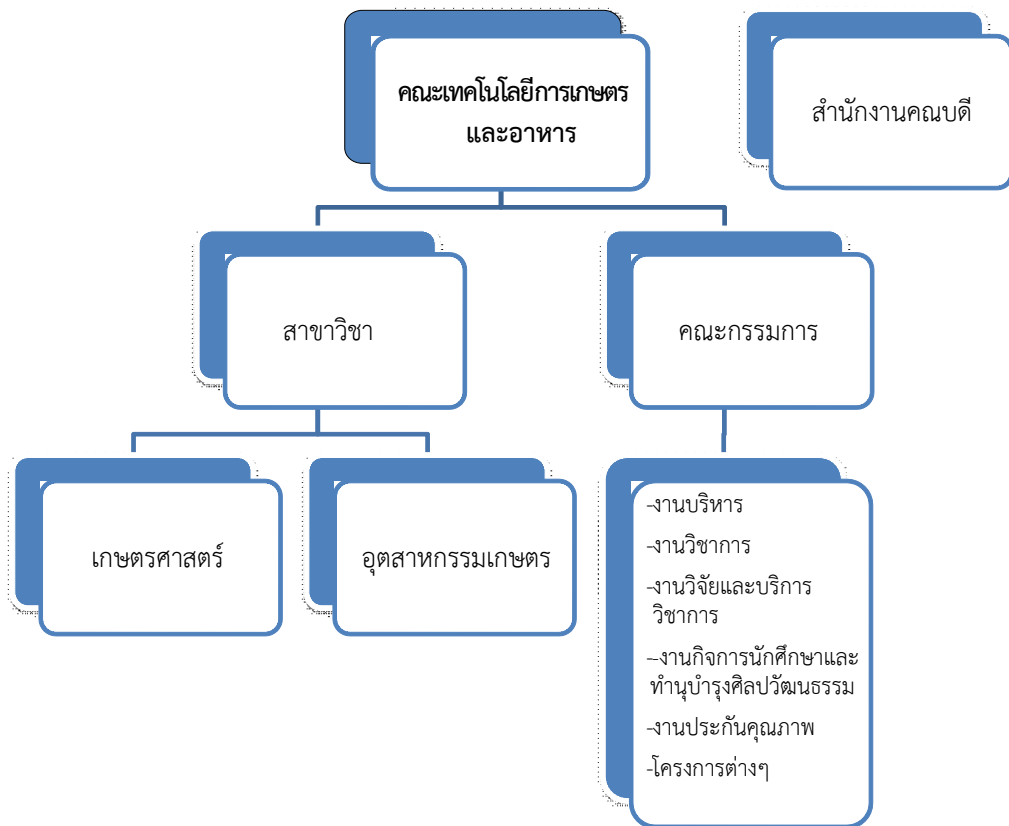 คณะเทคโนโลยีการเกษตร
และอาหาร
สำนักงานคณบดี
สาขาวิชา
คณะกรรมการ
เกษตรศาสตร์
อุตสาหกรรมเกษตร
-งานบริหาร
-งานวิชาการ
-งานวิจัยและบริการ
วิชาการ
--งานกิจการนักศึกษาและ
ทำนุบำรุงศิลปวัฒนธรรม
-งานประกันคุณภาพ
-โครงการต่างๆ